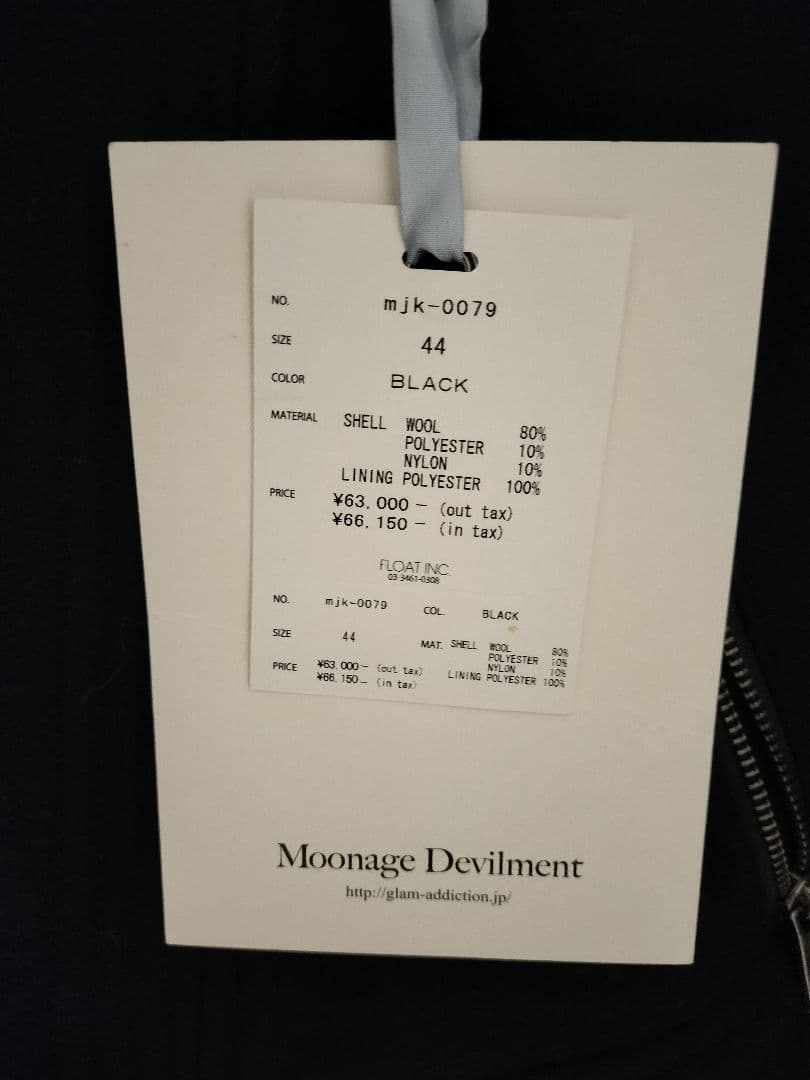 NO. mjk-0079
SIZE 44
COLOR BLACK
MATERIAL SHELL WOOL 80%
POLYESTER 10%
NYLON 10%
LINING POLYESTER 100%
PRICE ¥63,000－ (out tax)
¥66,150－ (in tax)
FLOAT INC.
03-3461-0308
NO. mjk-0079 COL. BLACK
SIZE 44 MAT. SHELL WOOL 80%
POLYESTER 10%
NYLON 10%
LINING POLYESTER 100%
PRICE ¥63,000－ (out tax)
¥66,150－ (in tax)
Moonage Devilment
http://glam-addiction.jp/